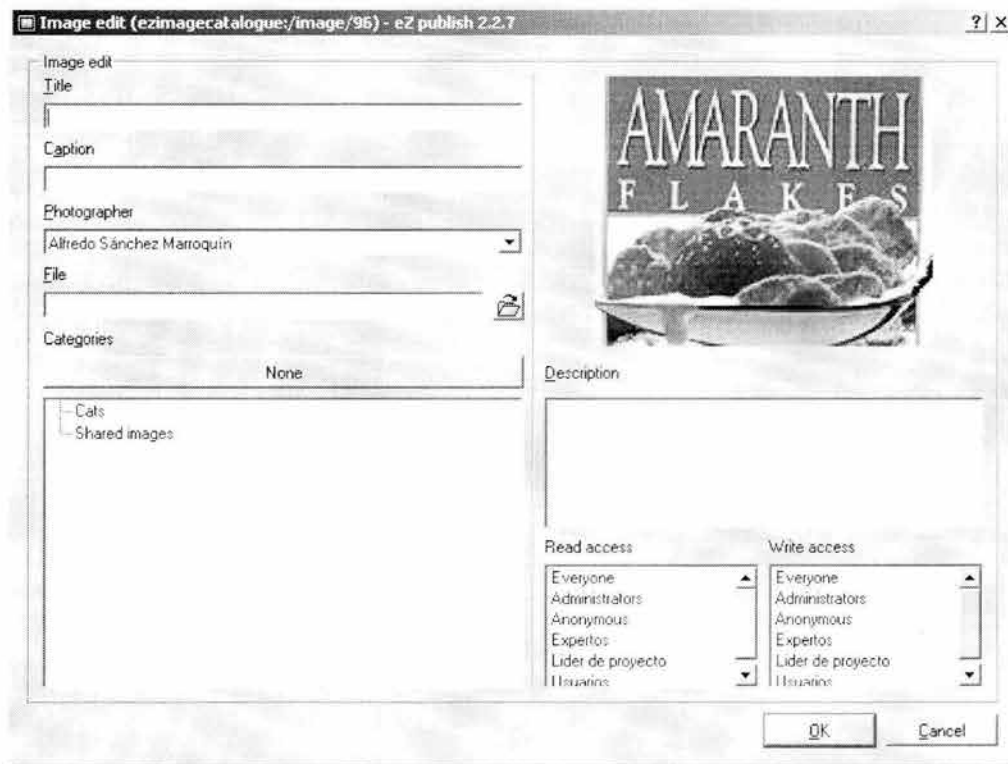 Image edit (ezimagecatalogue:/image/96) - eZ publish 2.2.7
Image edit
Title
Caption
Photographer
Alfredo Sánchez Marroquín
File
Categories
None
Cats
Shared images
AMARANTH
FLAKES
Description
Read access
Everyone
Administrators
Anonymous
Expertos
Lider de proyecto
Usuarios
Write access
Everyone
Administrators
Anonymous
Expertos
Lider de proyecto
Usuarios
OK
Cancel